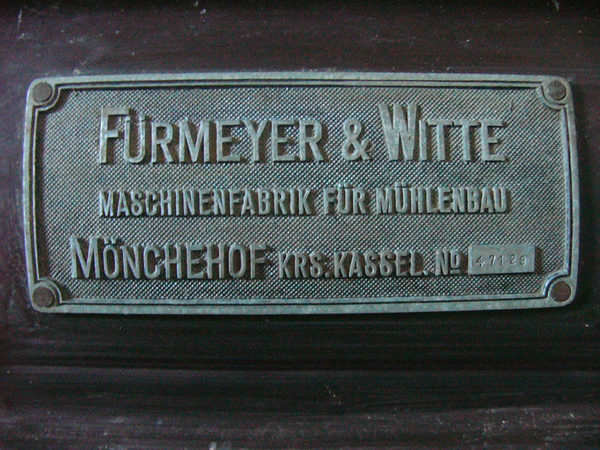 FÜRMEYER & WITTE
MASCHINENFABRIK FÜR MÜHLENBAU
MÖNCHEHOF KRS. KASSEL. No 47129